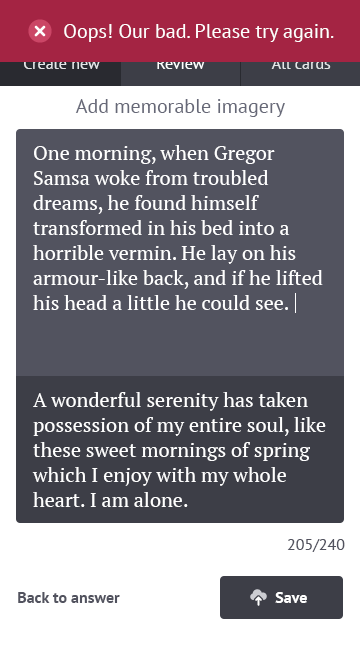 Oops! Our bad. Please try again.
Create new
Review
All cards
Add memorable imagery
One morning, when Gregor
Samsa woke from troubled
dreams, he found himself
transformed in his bed into a
horrible vermin. He lay on his
armour-like back, and if he lifted
his head a little he could see.
A wonderful serenity has taken
possession of my entire soul, like
these sweet mornings of spring
which I enjoy with my whole
heart. I am alone.
205/240
Back to answer
Save